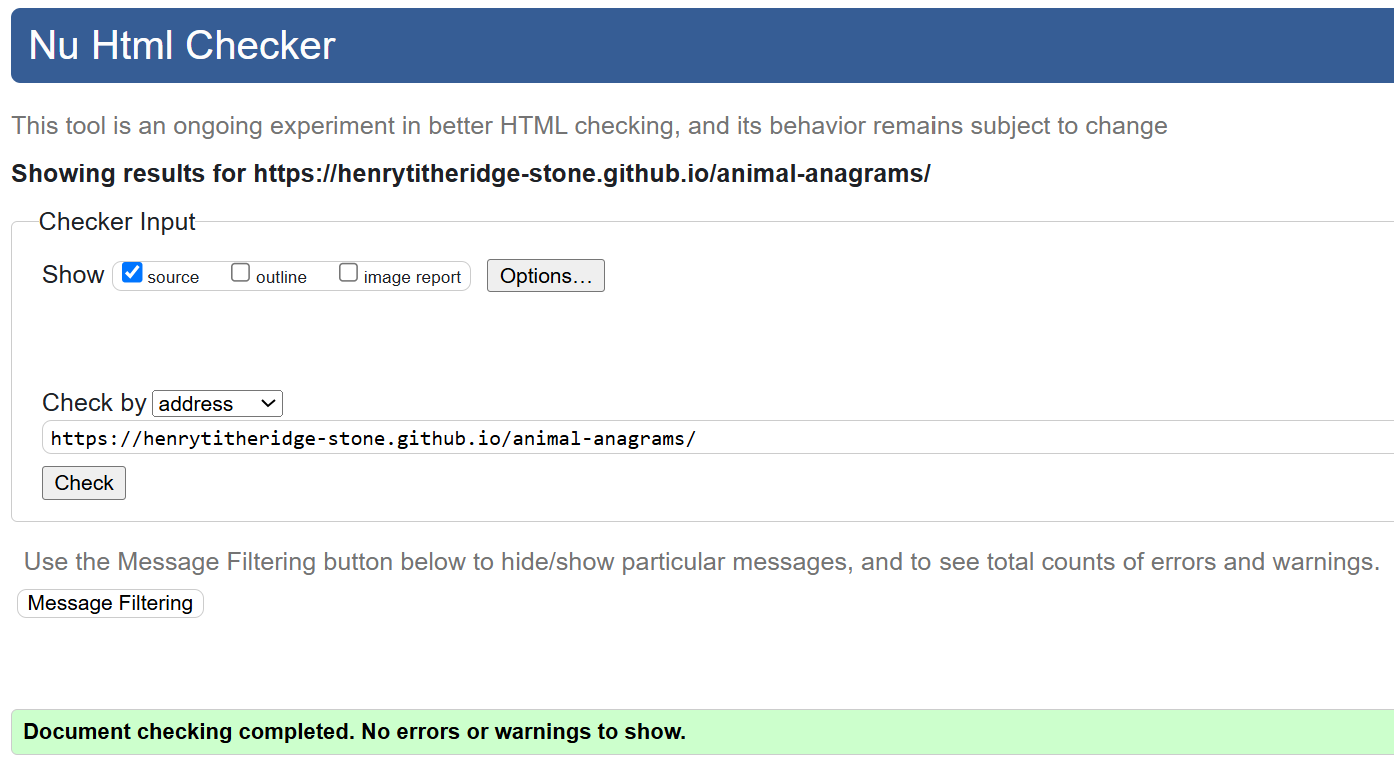 Nu Html Checker
This tool is an ongoing experiment in better HTML checking, and its behavior remains subject to change
Showing results for https://henrytitheridge-stone.github.io/animal-anagrams/
Checker Input
Show source outline image report Options…
Check by address
https://henrytitheridge-stone.github.io/animal-anagrams/
Check
Use the Message Filtering button below to hide/show particular messages, and to see total counts of errors and warnings.
Message Filtering
Document checking completed. No errors or warnings to show.